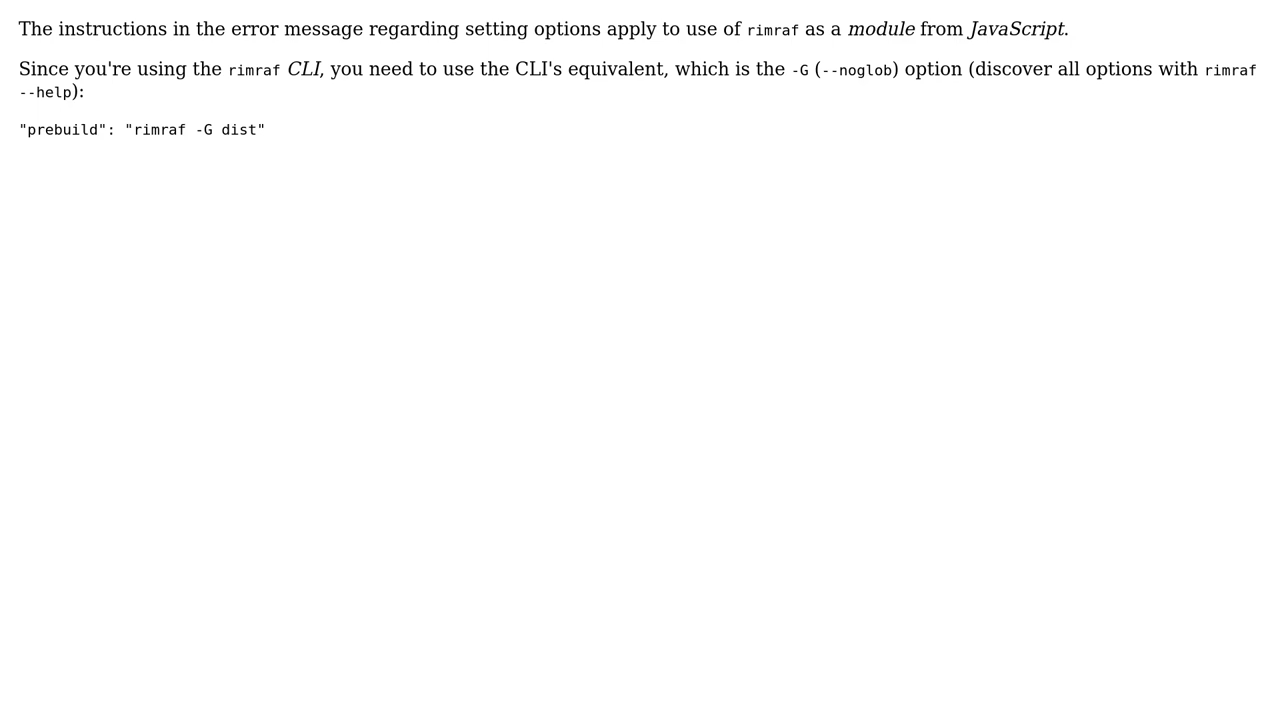 The instructions in the error message regarding setting options apply to use of rimraf as a module from JavaScript.
Since you're using the rimraf CLI, you need to use the CLI's equivalent, which is the -G (--noglob) option (discover all options with rimraf
--help):
"prebuild": "rimraf -G dist"